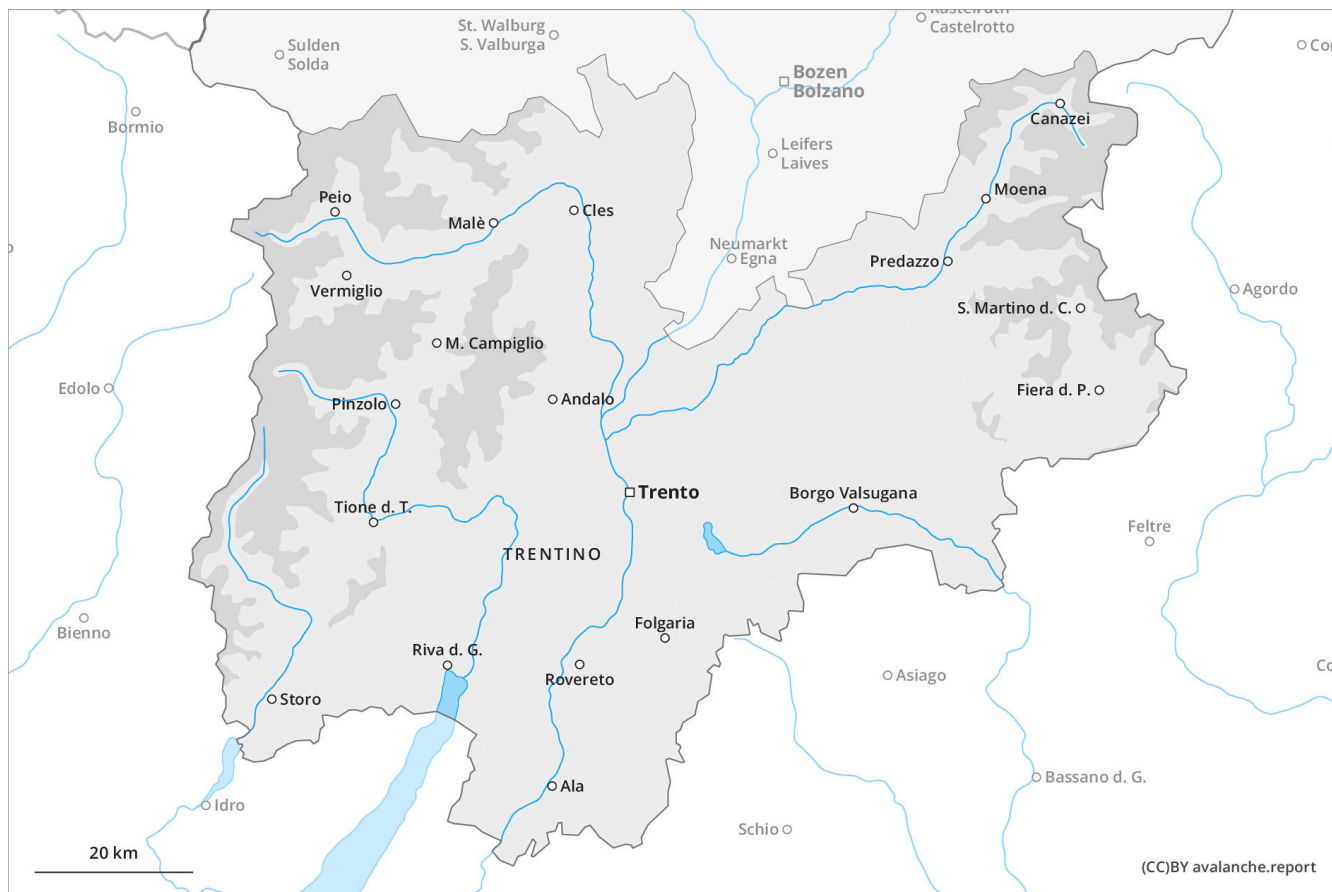 St. Walburg
S. Valburga
Castelrotto
Sulden
Solda
Bozen
Bolzano
Bormio
Canazei
Leifers
Laives
Moena
Peio
Malè
Cles
Neumarkt
Egna
Predazzo
Vermiglio
Agordo
S. Martino d. C.
M. Campiglio
Edolo
Fiera d. P.
Pinzolo
Andalo
Trento
Borgo Valsugana
Tione d. T.
Feltre
TRENTINO
Bienno
Folgaria
Riva d. G.
Rovereto
Asiago
Storo
Bassano d. G.
Ala
Idro
Schio
20 km
(CC)BY avalanche.report